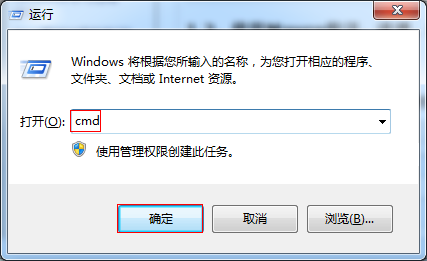 运行
Windows 将根据您所输入的名称，为您打开相应的程序、
文件夹、文档或 Internet 资源。
打开(O): cmd
使用管理权限创建此任务。
确定 取消 浏览(B)...